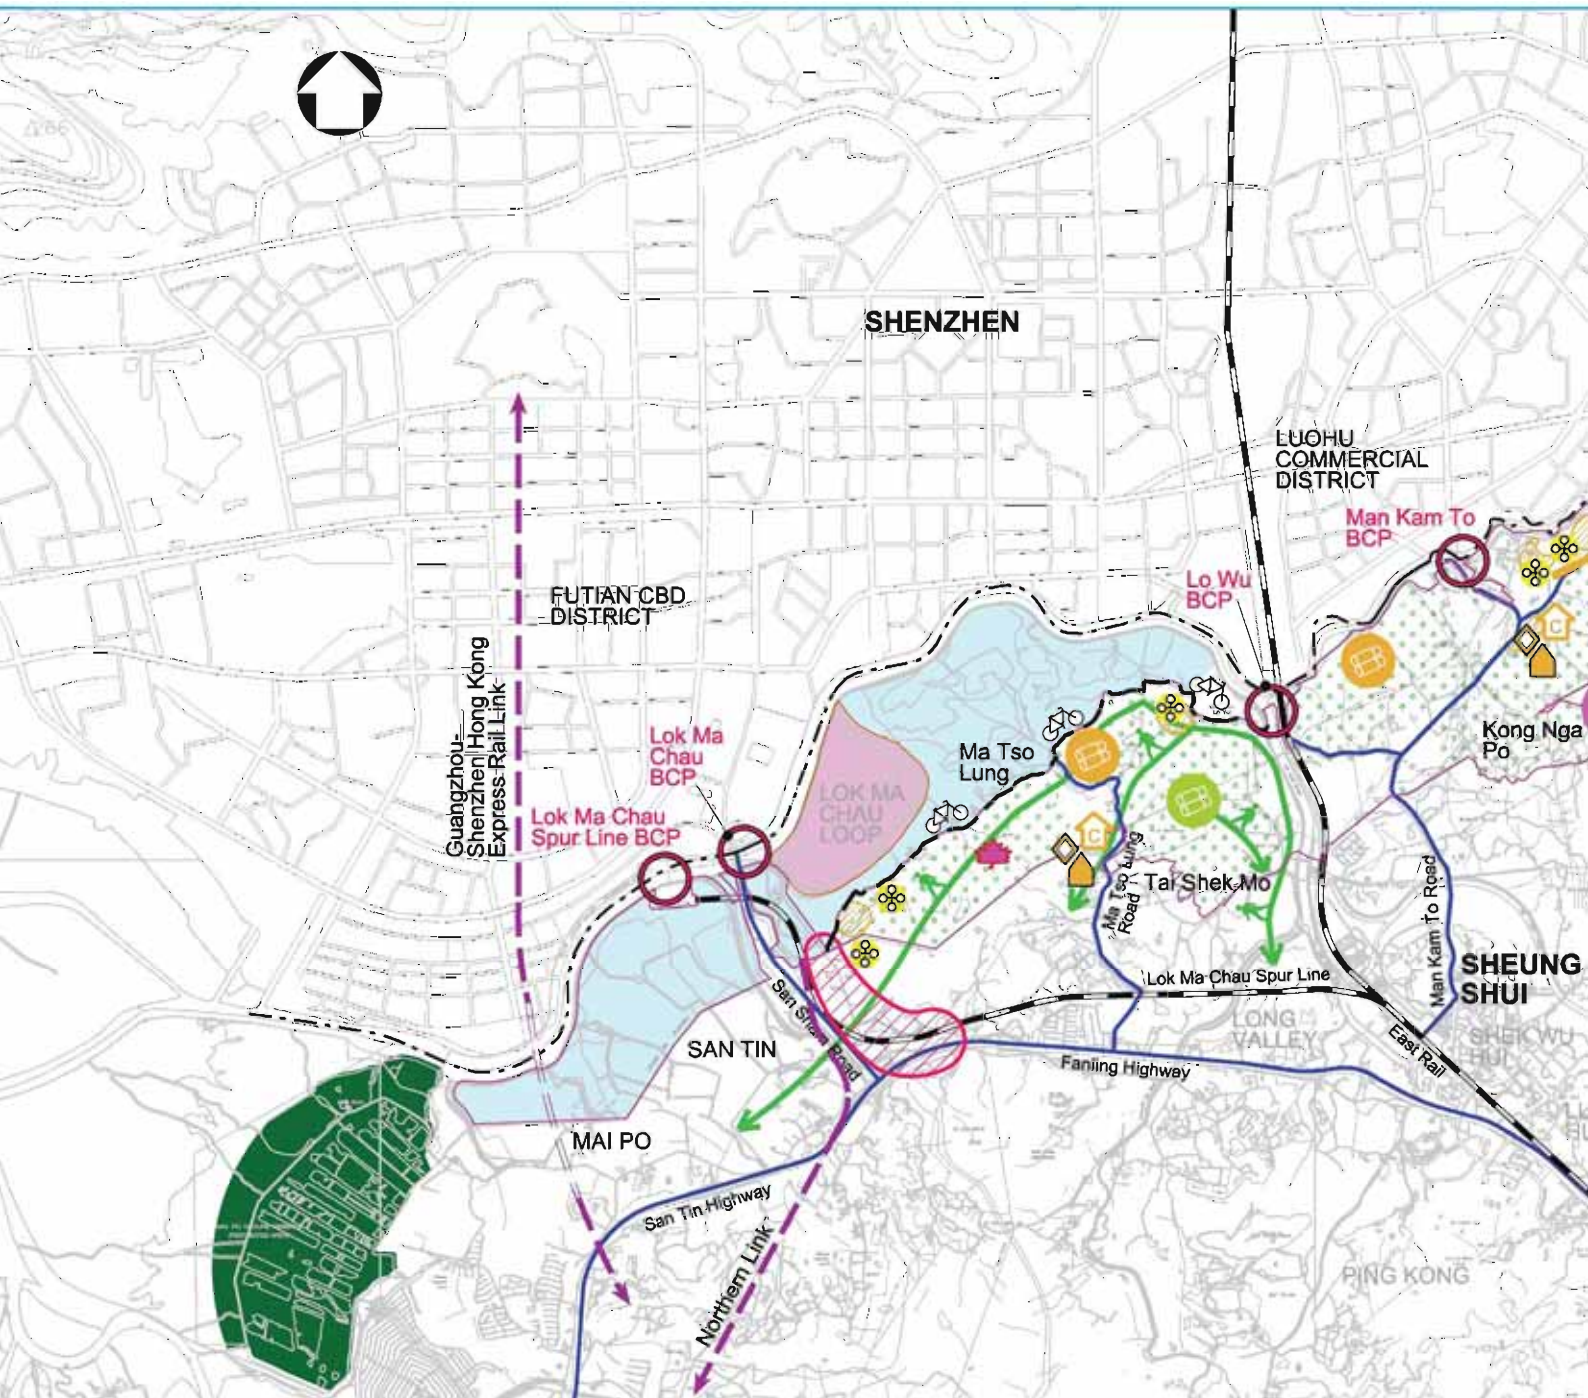 SHENZHEN
LUOHU
COMMERCIAL
DISTRICT
Man Kam To
BCP
FUTIAN CBD
DISTRICT
Lo Wu
BCP
Guangzhou-
Shenzhen Hong Kong
Express Rail Link
Lok Ma
Chau
BCP
Lok Ma Chau
Spur Line BCP
LOK MA
CHAU
LOOP
Ma Tso
Lung
Kong Nga
Po
C
C
Tai Shek Mo
Ma Tso Lung
Road
Man Kam To Road
SHEUNG
SHUI
Lok Ma Chau Spur Line
San Sham Road
SAN TIN
LONG
VALLEY
SHEK WU
HUI
East Rail
Fanling Highway
MAI PO
San Tin Highway
Northern Link
PING KONG